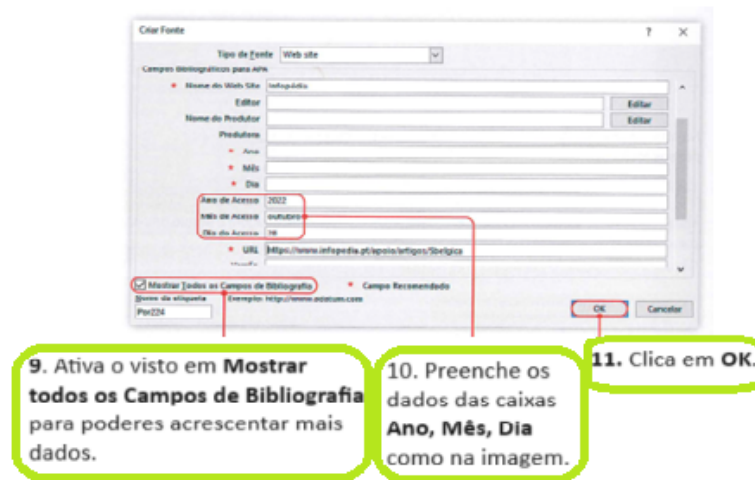 Criar Fonte ? X
Tipo de Fonte Web site
Campos Bibliográficos para APA
* Nome do Web Site Infopédia
Editor Editar
Nome do Produtor Editar
Produtora
* Ano
* Mês
* Dia
Ano de Acesso 2022
Mês de Acesso outubro
Dia de Acesso
* URL https://www.infopedia.pt/apoio/artigos/$belgica
Mostrar Todos os Campos de Bibliografia * Campo Recomendado
Nome da etiqueta Exemplo: http://www.adatum.com
Por224
OK Cancelar
9. Ativa o visto em Mostrar
todos os Campos de Bibliografia
para poderes acrescentar mais
dados.
10. Preenche os
dados das caixas
Ano, Mês, Dia
como na imagem.
11. Clica em OK.